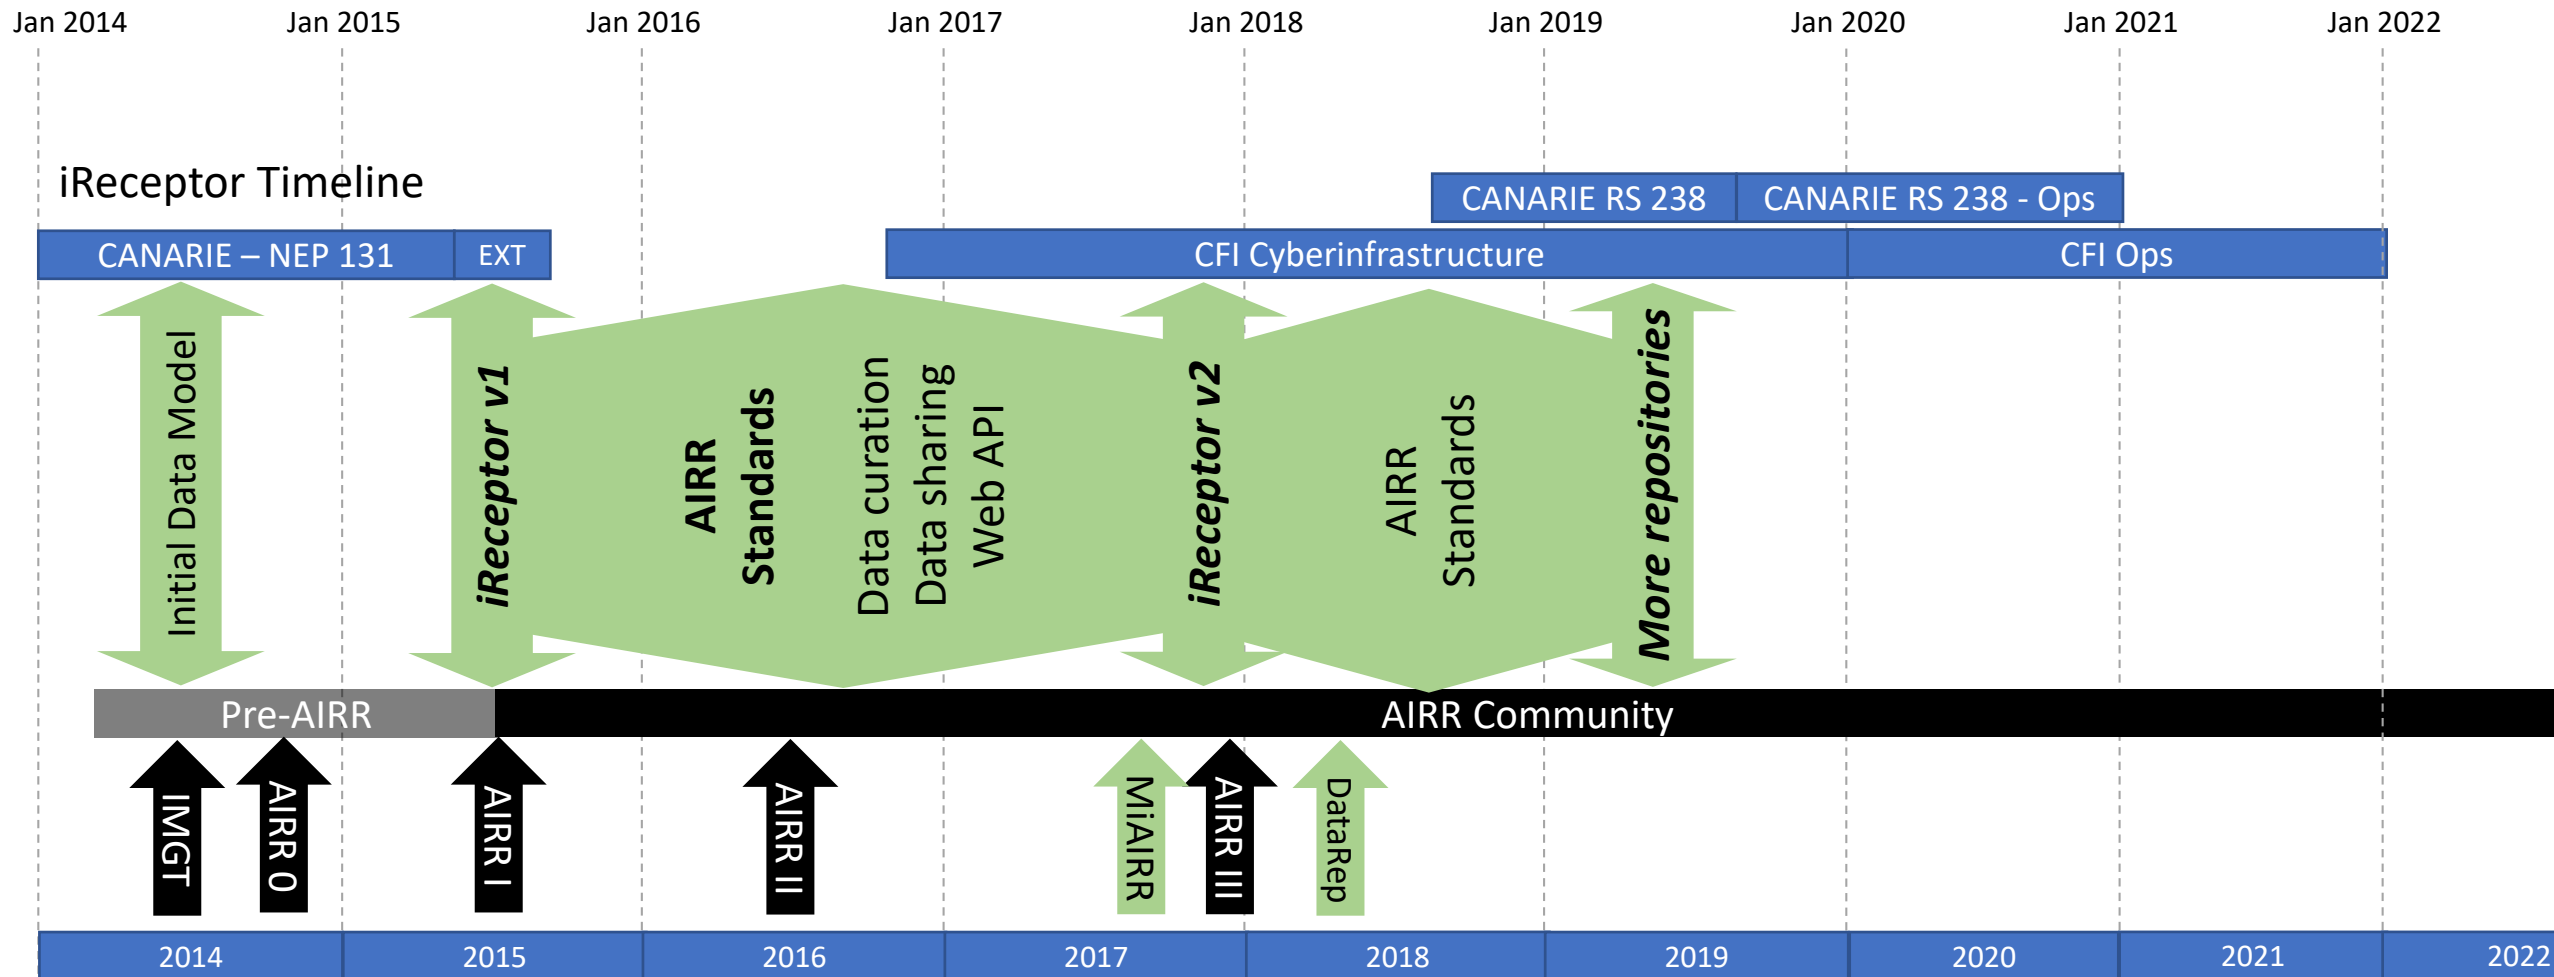 Jan 2014
Jan 2015
Jan 2016
Jan 2017
Jan 2018
Jan 2019
Jan 2020
Jan 2021
Jan 2022
iReceptor Timeline
CANARIE RS 238
CANARIE RS 238 - Ops
CANARIE – NEP 131
EXT
CFI Cyberinfrastructure
CFI Ops
Initial Data Model
iReceptor v1
AIRR
Standards
Data curation
Data sharing
Web API
iReceptor v2
AIRR
Standards
More repositories
Pre-AIRR
AIRR Community
IMGT
AIRR 0
AIRR I
AIRR II
MiAIRR
AIRR III
DataRep
2014
2015
2016
2017
2018
2019
2020
2021
2022